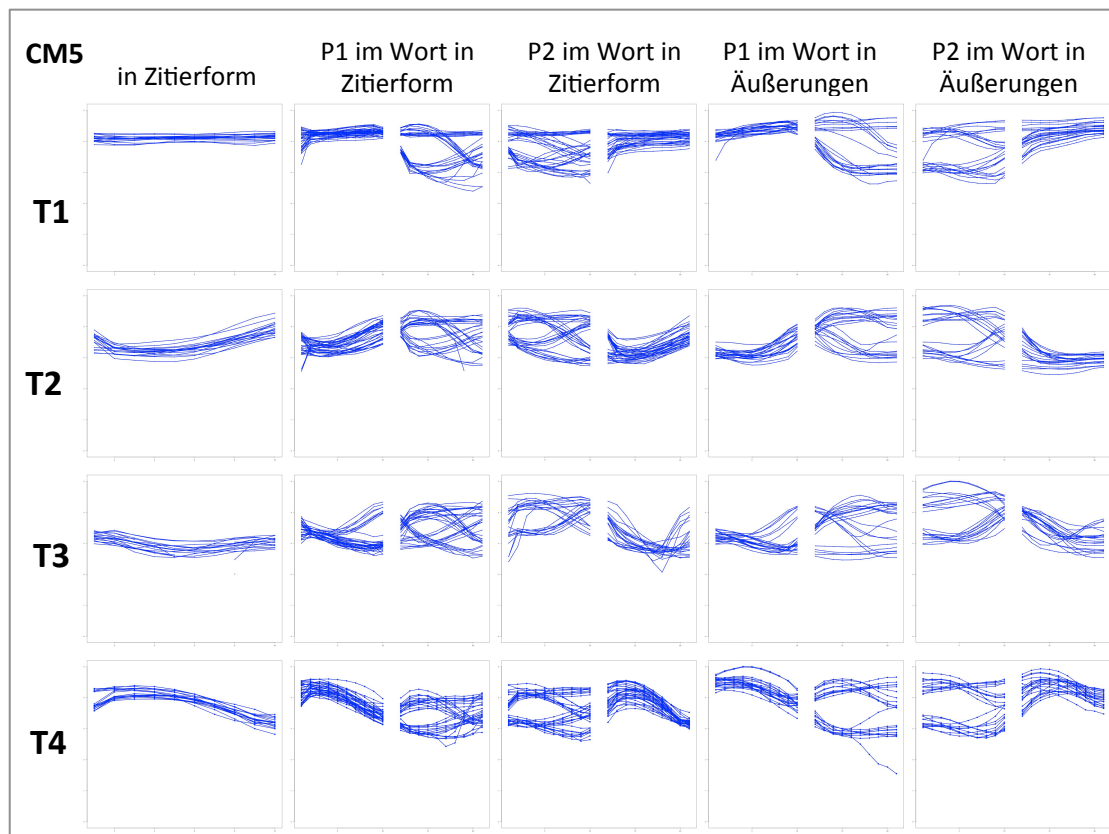 CM5
in Zitierform
P1 im Wort in
Zitierform
P2 im Wort in
Zitierform
P1 im Wort in
Äußerungen
P2 im Wort in
Äußerungen
T1
T2
T3
T4